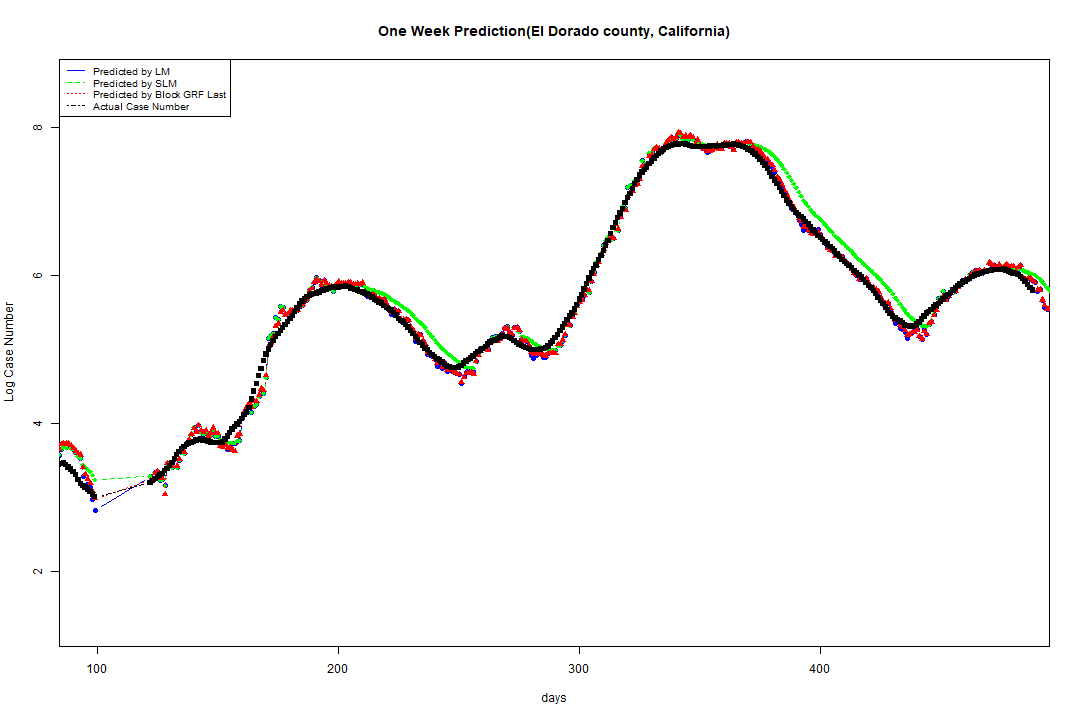 One Week Prediction(El Dorado county, California)
Predicted by LM
Predicted by SLM
Predicted by Block GRF Last
Actual Case Number
8
6
4
2
Log Case Number
100 200 300 400
days